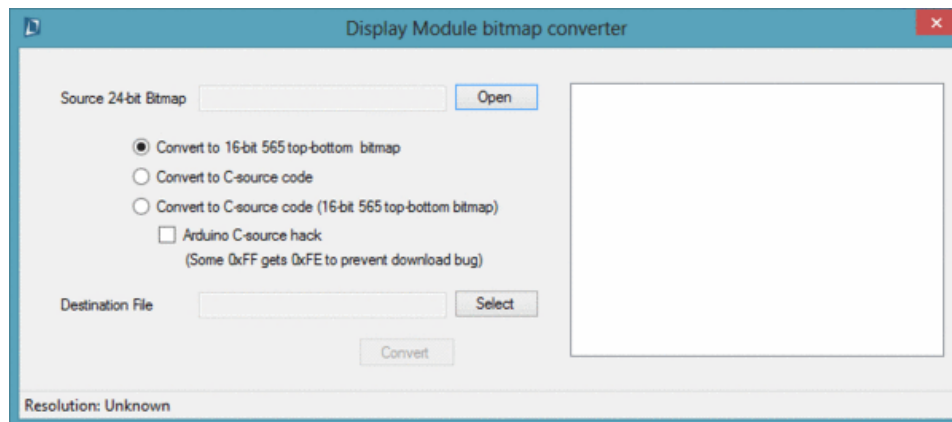 Display Module bitmap converter
Source 24-bit Bitmap
Open
Convert to 16-bit 565 top-bottom bitmap
Convert to C-source code
Convert to C-source code (16-bit 565 top-bottom bitmap)
Arduino C-source hack
(Some 0xFF gets 0xFE to prevent download bug)
Destination File
Select
Convert
Resolution: Unknown